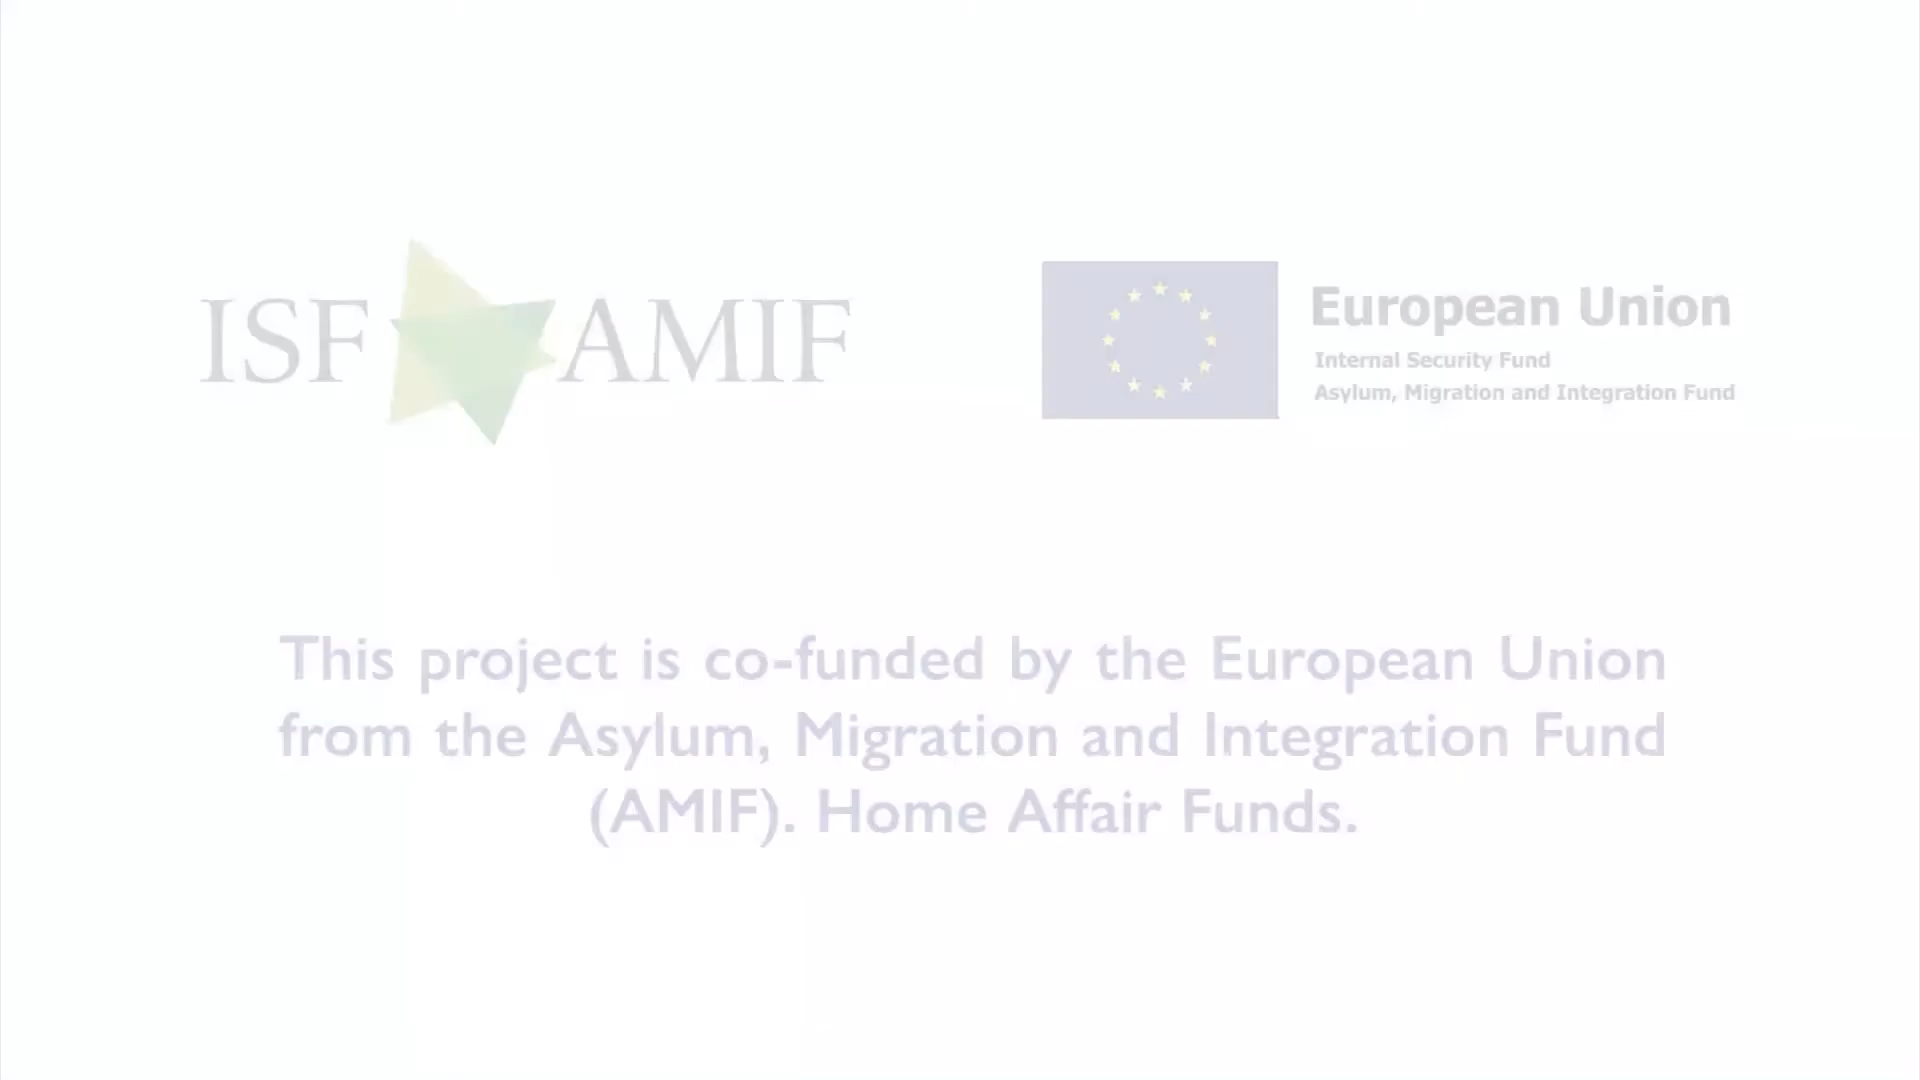 ISF AMIF
European Union
Internal Security Fund
Asylum, Migration and Integration Fund
This project is co-funded by the European Union
from the Asylum, Migration and Integration Fund
(AMIF). Home Affair Funds.